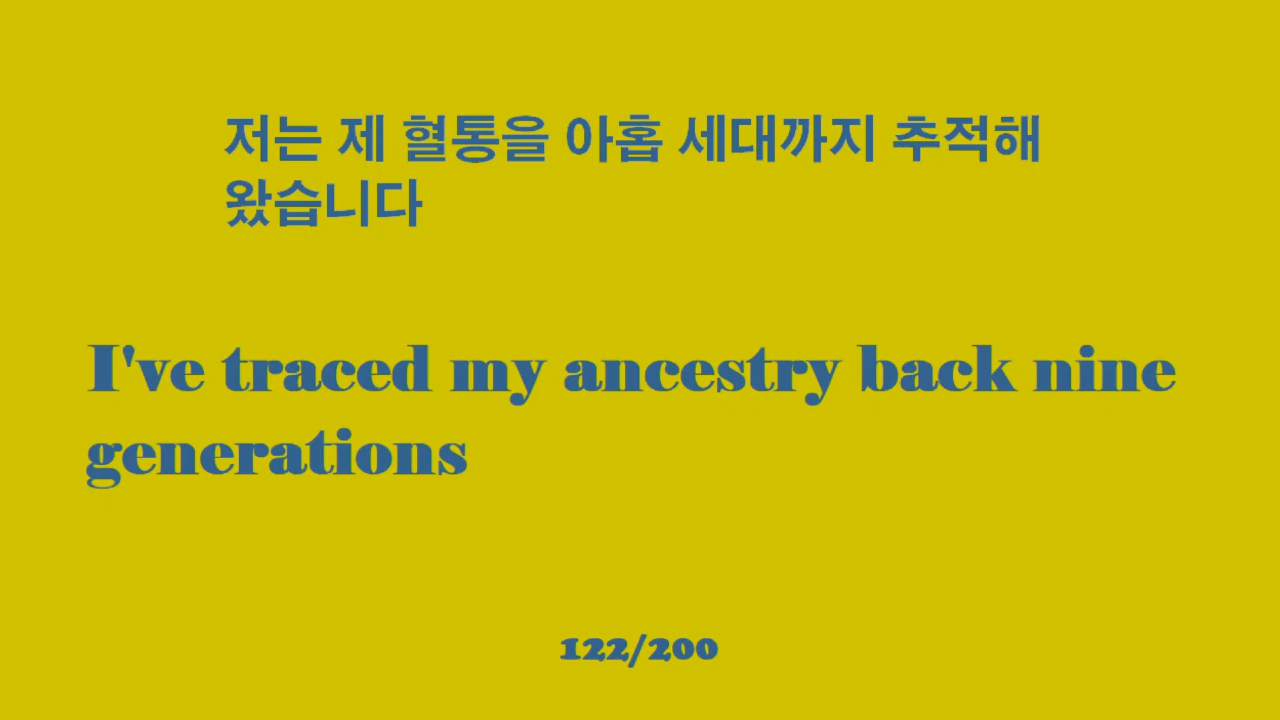 저는 제 혈통을 아홉 세대까지 추적해
왔습니다
I've traced my ancestry back nine
generations
122/200